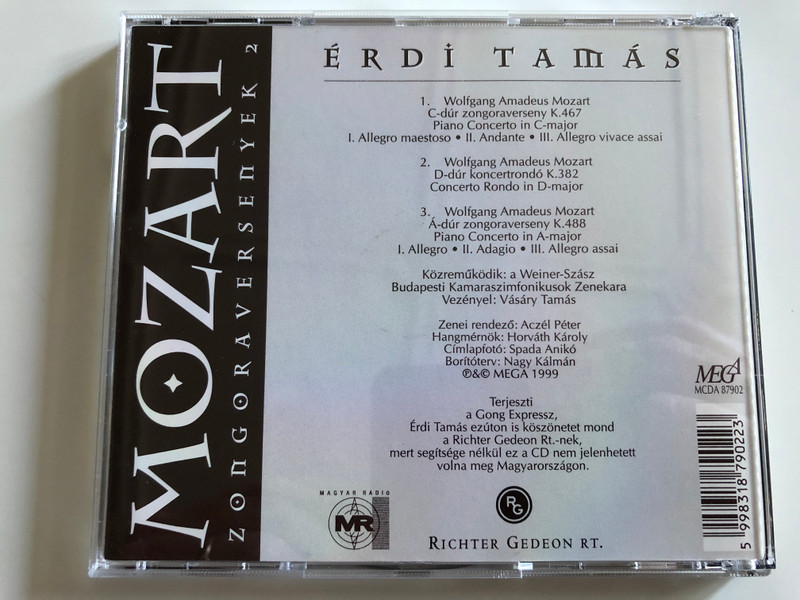 MOZART
ZONGORAVERSENYEK 2
ÉRDI TAMÁS
1. Wolfgang Amadeus Mozart
C-dúr zongoraverseny K.467
Piano Concerto in C-major
I. Allegro maestoso • II. Andante • III. Allegro vivace assai
2. Wolfgang Amadeus Mozart
D-dúr koncertrondó K.382
Concerto Rondo in D-major
3. Wolfgang Amadeus Mozart
Á-dúr zongoraverseny K.488
Piano Concerto in A-major
I. Allegro • II. Adagio • III. Allegro assai
Közreműködik: a Weiner-Szász
Budapesti Kamaraszimfonikusok Zenekara
Vezényel: Vásáry Tamás
Zenei rendező: Aczél Péter
Hangmérnök: Horváth Károly
Címlapfotó: Spada Anikó
Borítóterv: Nagy Kálmán
℗&© MEGA 1999
MEGA
MCDA 87902
Terjeszti
a Gong Expressz,
Érdi Tamás ezúton is köszönetet mond
a Richter Gedeon Rt.-nek,
mert segítsége nélkül ez a CD nem jelenhetett
volna meg Magyarországon.
5 998318 790223
MAGYAR RÁDIÓ
MR
RG
RICHTER GEDEON RT.